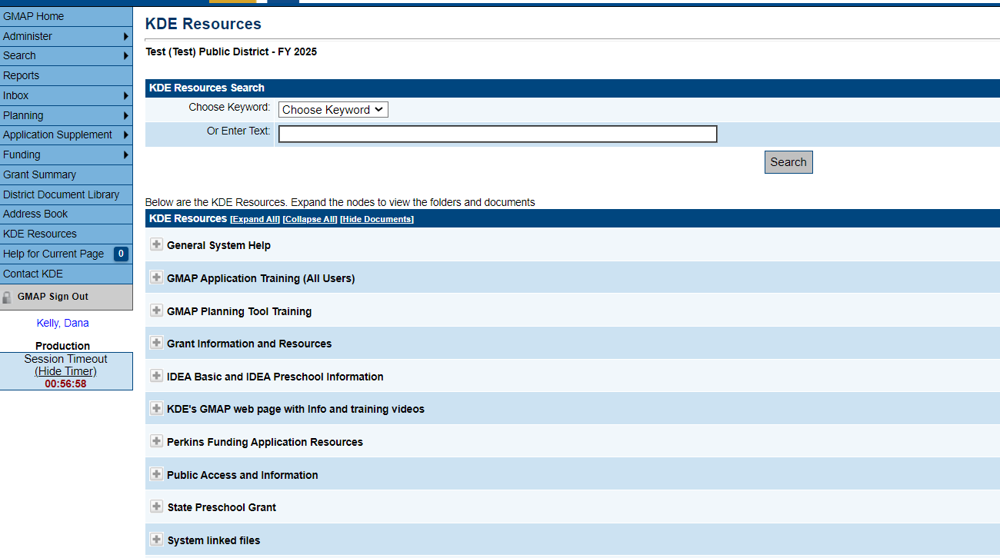 GMAP Home
Administer
Search
Reports
Inbox
Planning
Application Supplement
Funding
Grant Summary
District Document Library
Address Book
KDE Resources
Help for Current Page 0
Contact KDE
GMAP Sign Out
Kelly, Dana
Production
Session Timeout
(Hide Timer)
00:56:58
KDE Resources
Test (Test) Public District - FY 2025
KDE Resources Search
Choose Keyword: Choose Keyword
Or Enter Text:
Search
Below are the KDE Resources. Expand the nodes to view the folders and documents
KDE Resources [Expand All] [Collapse All] [Hide Documents]
General System Help
GMAP Application Training (All Users)
GMAP Planning Tool Training
Grant Information and Resources
IDEA Basic and IDEA Preschool Information
KDE's GMAP web page with Info and training videos
Perkins Funding Application Resources
Public Access and Information
State Preschool Grant
System linked files